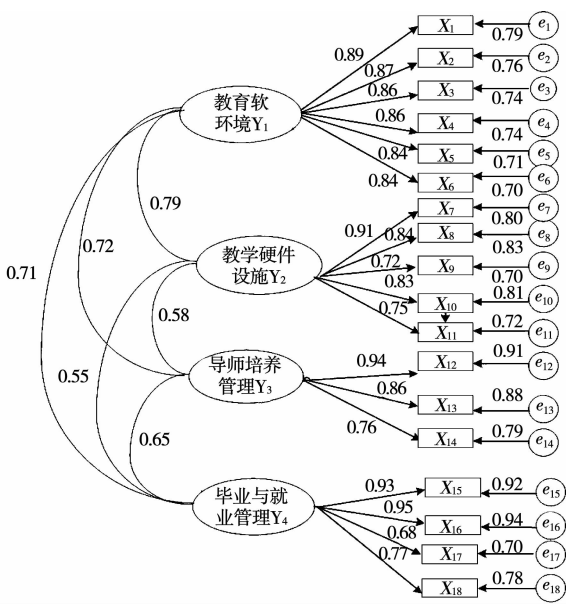 X₁
e₁
0.79
0.89
X₂
e₂
0.76
0.87
X₃
e₃
0.74
0.86
教育软
环境Y₁
X₄
e₄
0.74
0.86
X₅
e₅
0.71
0.84
X₆
e₆
0.70
0.84
0.79
X₇
e₇
0.80
0.91
X₈
e₈
0.83
0.84
0.72
教学硬件
设施Y₂
X₉
e₉
0.70
0.72
0.71
X₁₀
e₁₀
0.81
0.83
0.58
X₁₁
e₁₁
0.72
0.75
导师培养
管理Y₃
X₁₂
e₁₂
0.91
0.94
0.55
X₁₃
e₁₃
0.88
0.86
0.65
X₁₄
e₁₄
0.79
0.76
毕业与就
业管理Y₄
X₁₅
e₁₅
0.92
0.93
X₁₆
e₁₆
0.94
0.95
X₁₇
e₁₇
0.70
0.68
X₁₈
e₁₈
0.78
0.77